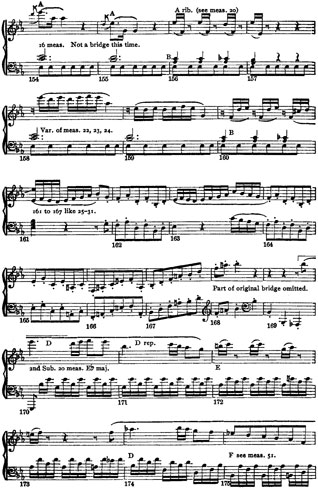 A A A rib. (see meas. 20)
16 meas. Not a bridge this time.
B
154 155 156 157
Var. of meas. 22, 23, 24.
B
158 159 160
161 to 167 like 25-31.
161 162 163 164
Part of original bridge omitted.
165 166 167 168 169
D D rep.
and Sub. 20 meas. E♭ maj. E
170 171 172
D F see meas. 51.
173 174 175